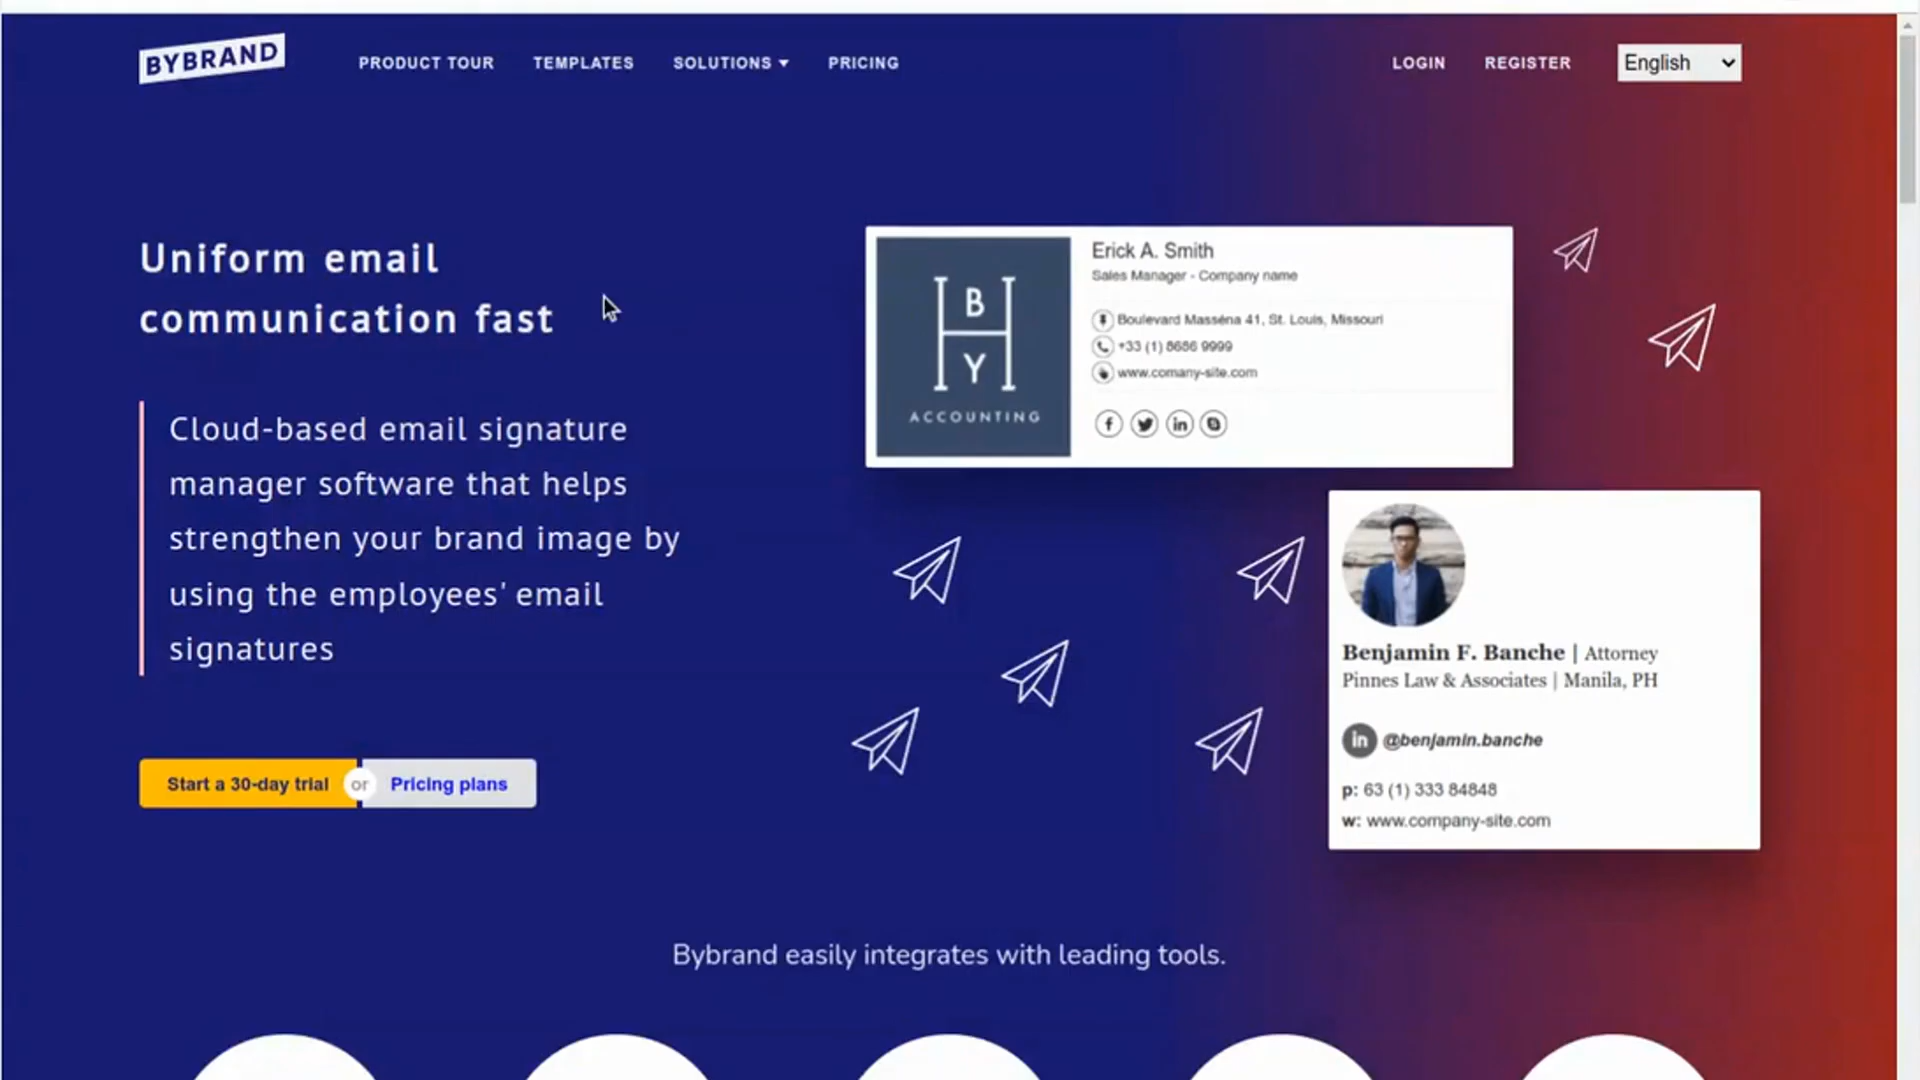 BYBRAND
PRODUCT TOUR
TEMPLATES
SOLUTIONS
PRICING
LOGIN
REGISTER
English
Uniform email
communication fast
Cloud-based email signature
manager software that helps
strengthen your brand image by
using the employees' email
signatures
Start a 30-day trial
or
Pricing plans
B
H
Y
ACCOUNTING
Erick A. Smith
Sales Manager - Company name
Boulevard Masséna 41, St. Louis, Missouri
+33 (1) 8686 9999
www.comany-site.com
Benjamin F. Banche | Attorney
Pinnes Law & Associates | Manila, PH
in @benjamin.banche
p: 63 (1) 333 84848
w: www.company-site.com
Bybrand easily integrates with leading tools.